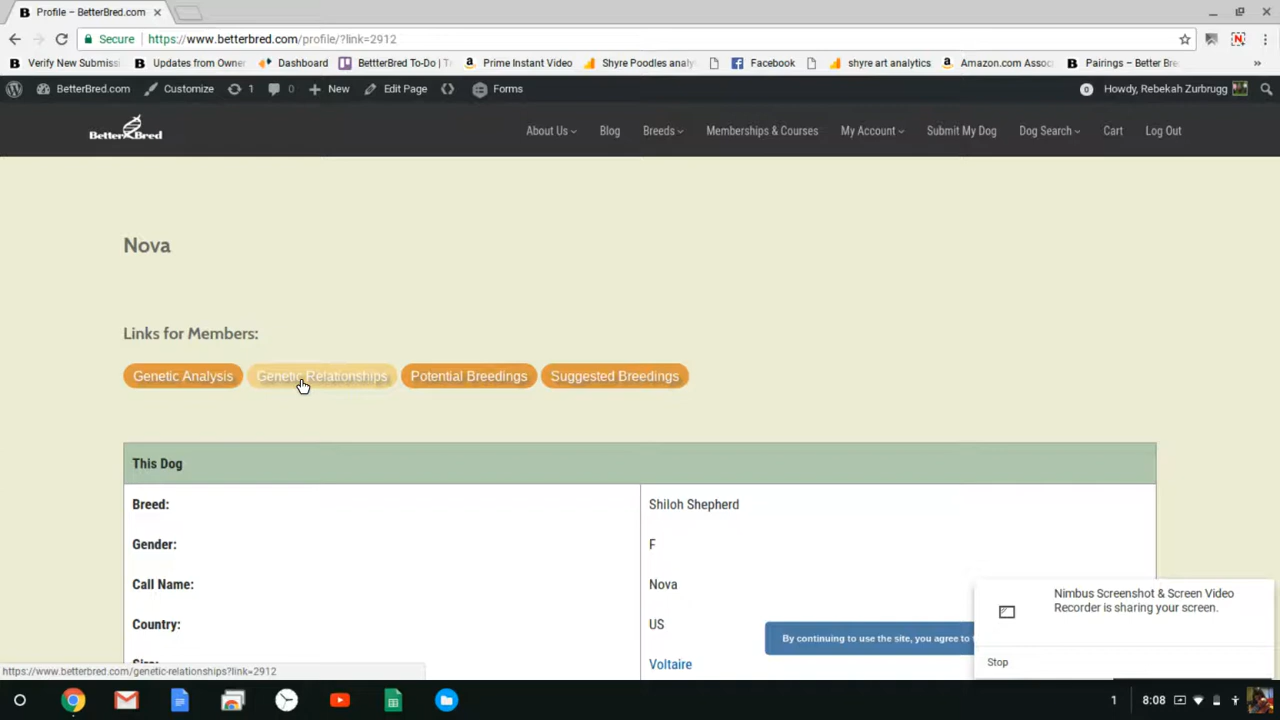 Profile – BetterBred.com
Secure https://www.betterbred.com/profile/?link=2912
Verify New Submissi Updates from Owner Dashboard BettterBred To-Do | T Prime Instant Video Shyre Poodles analy Facebook shyre art analytics Amazon.com Assoc Pairings – Better Bre
BetterBred.com Customize 1 0 New Edit Page Forms 0 Howdy, Rebekah Zurbrugg
Better Bred About Us Blog Breeds Memberships & Courses My Account Submit My Dog Dog Search Cart Log Out
Nova
Links for Members:
Genetic Analysis Genetic Relationships Potential Breedings Suggested Breedings
This Dog
Breed: Shiloh Shepherd
Gender: F
Call Name: Nova
Country: US
Voltaire
Nimbus Screenshot & Screen Video
Recorder is sharing your screen.
By continuing to use the site, you agree to
Stop
https://www.betterbred.com/genetic-relationships?link=2912
1 8:08